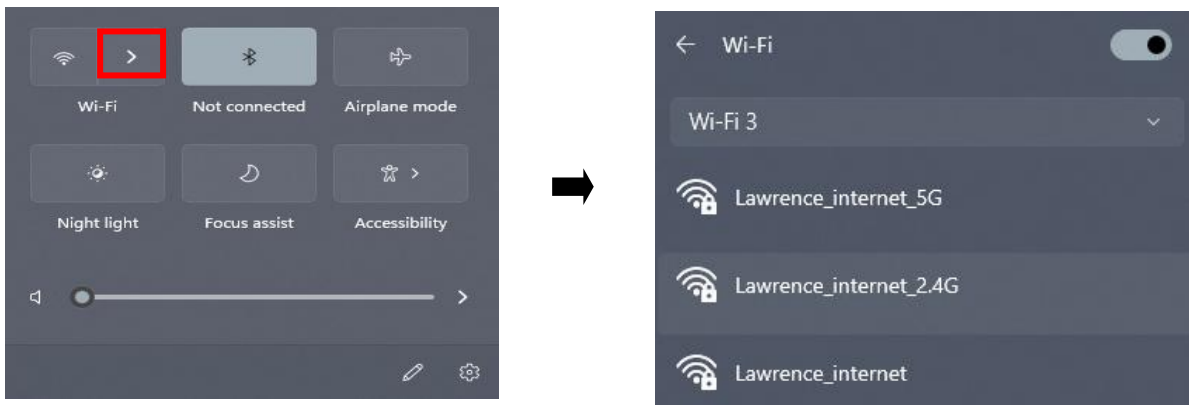 Wi-Fi Not connected Airplane mode
Night light Focus assist Accessibility
Wi-Fi
Wi-Fi 3
Lawrence_internet_5G
Lawrence_internet_2.4G
Lawrence_internet